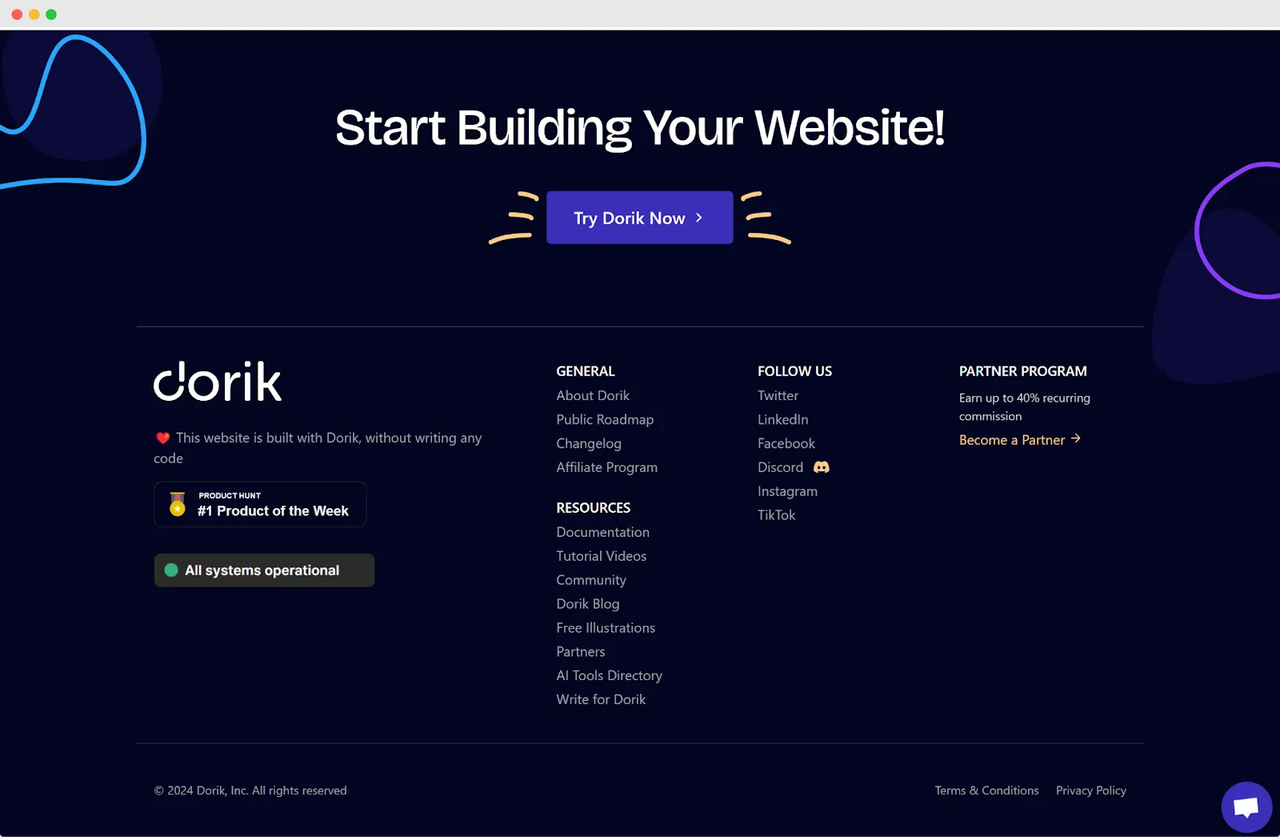 Start Building Your Website!
Try Dorik Now
dorik
This website is built with Dorik, without writing any
code
PRODUCT HUNT
#1 Product of the Week
All systems operational
GENERAL
About Dorik
Public Roadmap
Changelog
Affiliate Program
RESOURCES
Documentation
Tutorial Videos
Community
Dorik Blog
Free Illustrations
Partners
AI Tools Directory
Write for Dorik
FOLLOW US
Twitter
LinkedIn
Facebook
Discord
Instagram
TikTok
PARTNER PROGRAM
Earn up to 40% recurring
commission
Become a Partner →
© 2024 Dorik, Inc. All rights reserved
Terms & Conditions
Privacy Policy